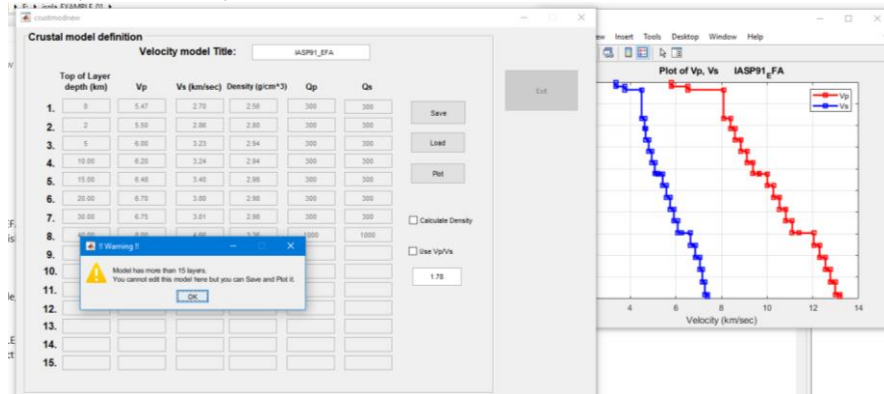 crustmodnew
Crustal model definition
Velocity model Title: IASP91_EFA
Top of Layer
depth (km) Vp Vs (km/sec) Density (g/cm^3) Qp Qs
1. 0 5.47 2.70 2.50 300 300
2. 2 5.50 2.86 2.80 300 300
3. 5 6.00 3.23 2.94 300 300
4. 10.00 6.20 3.24 2.94 300 300
5. 15.00 6.48 3.40 2.98 300 300
6. 20.00 6.70 3.80 2.98 300 300
7. 30.00 6.75 3.81 2.98 300 300
8. 1000 1000
9.
10.
11.
12.
13.
14.
15.
Save
Load
Plot
Calculate Density
Use Vp/Vs
1.78
Exit
!! Warning !!
Model has more than 15 layers.
You cannot edit this model here but you can Save and Plot it.
OK
Insert Tools Desktop Window Help
Plot of Vp, Vs IASP91EFA
Vp
Vs
4 6 8 10 12 14
Velocity (km/sec)